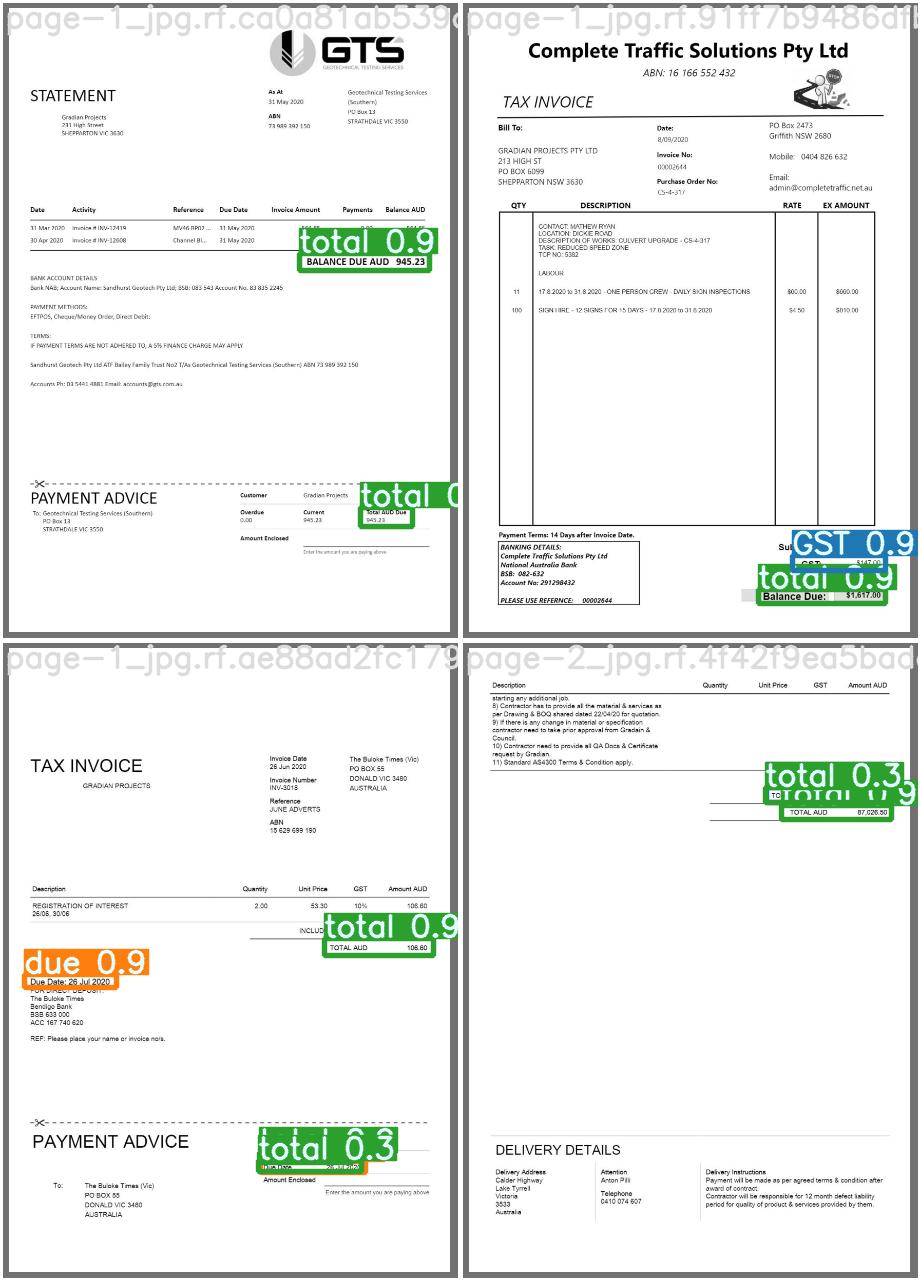 page-1_jpg.rf.ca0a81ab539
GTS
GEOTECHNICAL TESTING SERVICES
STATEMENT
Gradian Projects
231 High Street
SHEPPARTON VIC 3630
As At
31 May 2020
ABN
73 989 392 150
Geotechnical Testing Services
(Southern)
PO Box 13
STRATHDALE VIC 3550
Date Activity Reference Due Date Invoice Amount Payments Balance AUD
31 Mar 2020 Invoice # INV-12419 MV46 BP02 ... 31 May 2020
30 Apr 2020 Invoice # INV-12608 Channel Bl... 31 May 2020
total 0.9
BALANCE DUE AUD 945.23
BANK ACCOUNT DETAILS
Bank NAB; Account Name: Sandhurst Geotech Pty Ltd; BSB: 083 543 Account No. 83 835 2245
PAYMENT METHODS:
EFTPOS, Cheque/Money Order, Direct Debit:
TERMS:
IF PAYMENT TERMS ARE NOT ADHERED TO, A 5% FINANCE CHARGE MAY APPLY
Sandhurst Geotech Pty Ltd ATF Bailey Family Trust No2 T/As Geotechnical Testing Services (Southern) ABN 73 989 392 150
Accounts Ph: 03 5441 4881 Email: accounts@gts.com.au
PAYMENT ADVICE
To: Geotechnical Testing Services (Southern)
PO Box 13
STRATHDALE VIC 3550
Customer Gradian Projects
total 0
Overdue Current Total AUD Due
0.00 945.23 945.23
Amount Enclosed
Enter the amount you are paying above
page-1_jpg.rf.91ff7b9486df
Complete Traffic Solutions Pty Ltd
ABN: 16 166 552 432
STOP
TAX INVOICE
Bill To:
GRADIAN PROJECTS PTY LTD
213 HIGH ST
PO BOX 6099
SHEPPARTON NSW 3630
Date:
8/09/2020
Invoice No:
00002644
Purchase Order No:
CS-4-317
PO Box 2473
Griffith NSW 2680
Mobile: 0404 826 632
Email:
admin@completetraffic.net.au
QTY DESCRIPTION RATE EX AMOUNT
CONTACT: MATHEW RYAN
LOCATION: DICKIE ROAD
DESCRIPTION OF WORKS: CULVERT UPGRADE - CS-4-317
TASK: REDUCED SPEED ZONE
TCP NO: 5382
LABOUR
11 17.8.2020 to 31.8.2020 - ONE PERSON CREW - DAILY SIGN INSPECTIONS $60.00 $660.00
100 SIGN HIRE - 12 SIGNS FOR 15 DAYS - 17.8.2020 to 31.8.2020 $4.50 $810.00
Payment Terms: 14 Days after Invoice Date.
BANKING DETAILS:
Complete Traffic Solutions Pty Ltd
National Australia Bank
BSB: 082-632
Account No: 291298432
PLEASE USE REFERNCE: 00002644
Su
GST 0.9
GST: $147.00
total 0.9
Balance Due: $1,617.00
page-1_jpg.rf.ae88ad2fc179
TAX INVOICE
GRADIAN PROJECTS
Invoice Date
26 Jun 2020
Invoice Number
INV-3018
Reference
JUNE ADVERTS
ABN
15 629 699 190
The Buloke Times (Vic)
PO BOX 55
DONALD VIC 3480
AUSTRALIA
Description Quantity Unit Price GST Amount AUD
REGISTRATION OF INTEREST 2.00 53.30 10% 106.60
26/06, 30/06
INCLUD
total 0.9
TOTAL AUD 106.60
due 0.9
Due Date: 26 Jul 2020
FOR DIRECT DEPOSIT:
The Buloke Times
Bendigo Bank
BSB 633 000
ACC 167 740 620
REF: Please place your name or invoice no/s.
PAYMENT ADVICE
To: The Buloke Times (Vic)
PO BOX 55
DONALD VIC 3480
AUSTRALIA
total 0.3
Due Date 26 Jul 2020
Amount Enclosed
Enter the amount you are paying above
page-2_jpg.rf.4f42f9ea5bad
Description Quantity Unit Price GST Amount AUD
starting any additional job.
8) Contractor has to provide all the material & services as
per Drawing & BOQ shared dated 22/04/20 for quotation.
9) If there is any change in material or specification
contractor need to take prior approval from Gradain &
Council.
10) Contractor need to provide all QA Docs & Certificate
request by Gradian.
11) Standard AS4300 Terms & Condition apply.
total 0.3
total 0.9
TOTAL AUD 87,026.50
DELIVERY DETAILS
Delivery Address
Calder Highway
Lake Tyrrell
Victoria
3533
Australia
Attention
Anton Pilli
Telephone
0410 074 607
Delivery Instructions
Payment will be made as per agreed terms & condition after
award of contract.
Contractor will be responsible for 12 month defect liability
period for quality of product & services provided by them.